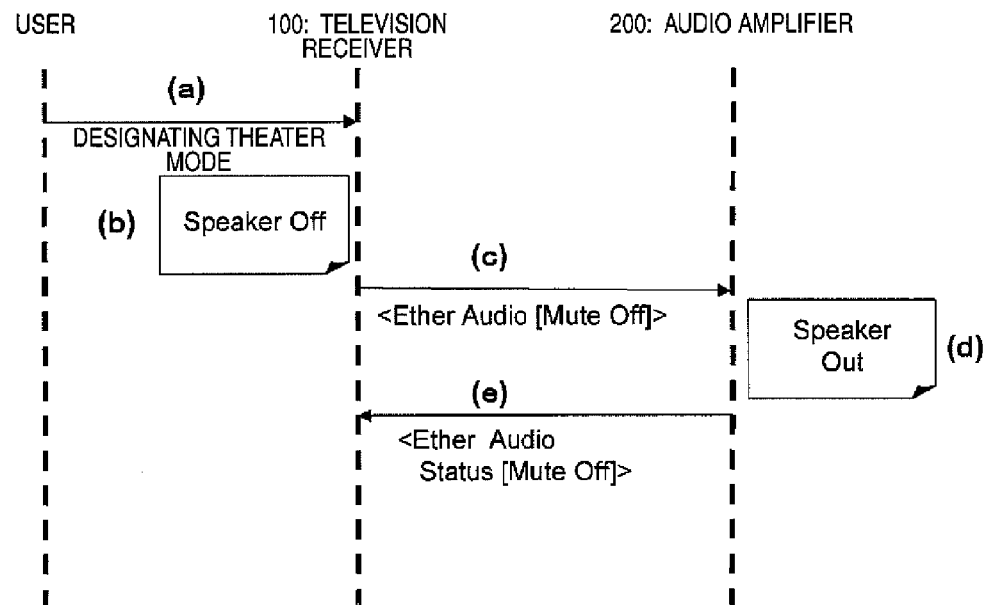 USER
100: TELEVISION
RECEIVER
200: AUDIO AMPLIFIER
(a)
DESIGNATING THEATER
MODE
(b)
Speaker Off
(c)
<Ether Audio [Mute Off]>
Speaker
Out
(d)
(e)
<Ether Audio
Status [Mute Off]>